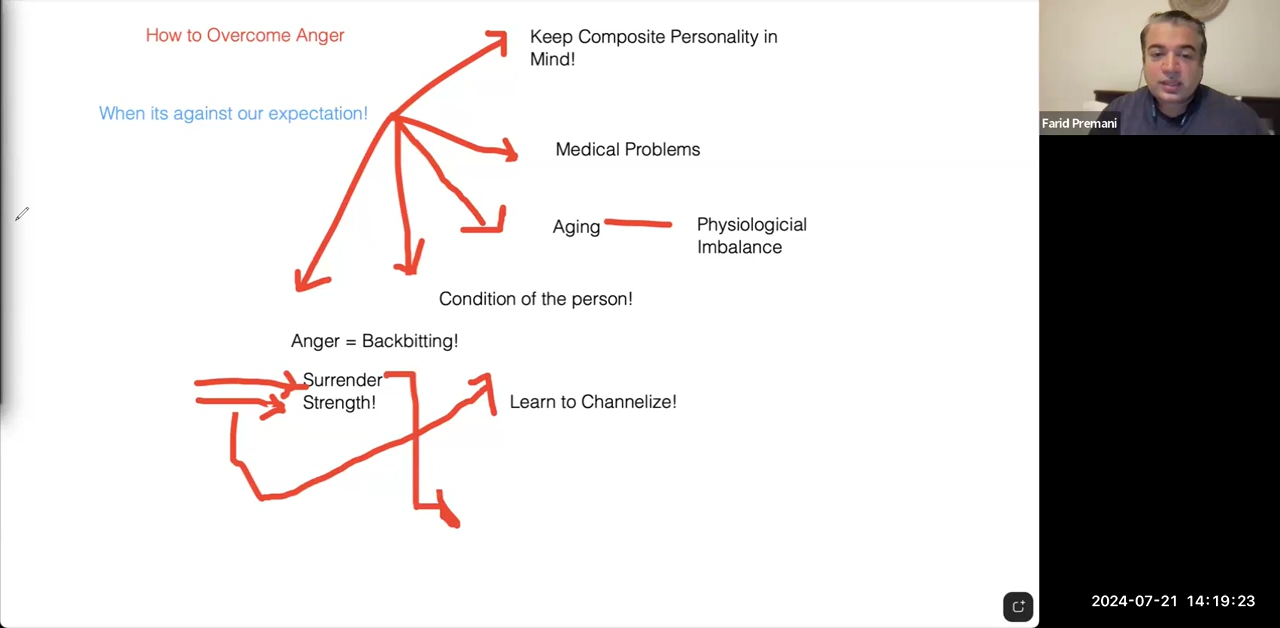 How to Overcome Anger
Keep Composite Personality in
Mind!
Farid Premani
When its against our expectation!
Medical Problems
Aging
Physiologicial
Imbalance
Condition of the person!
Anger = Backbitting!
Surrender
Strength!
Learn to Channelize!
2024-07-21 14:19:23